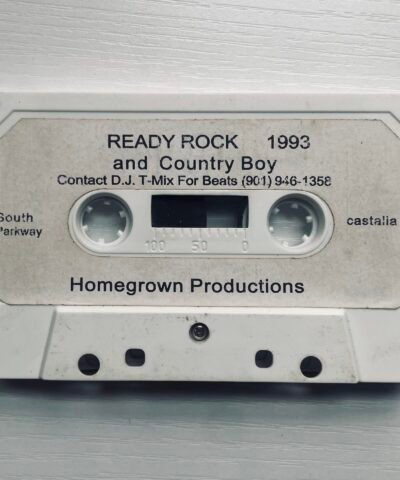 READY ROCK 1993
and Country Boy
Contact D.J. T-Mix For Beats (901) 946-1358
South
Parkway
castalia
100 50 0
Homegrown Productions